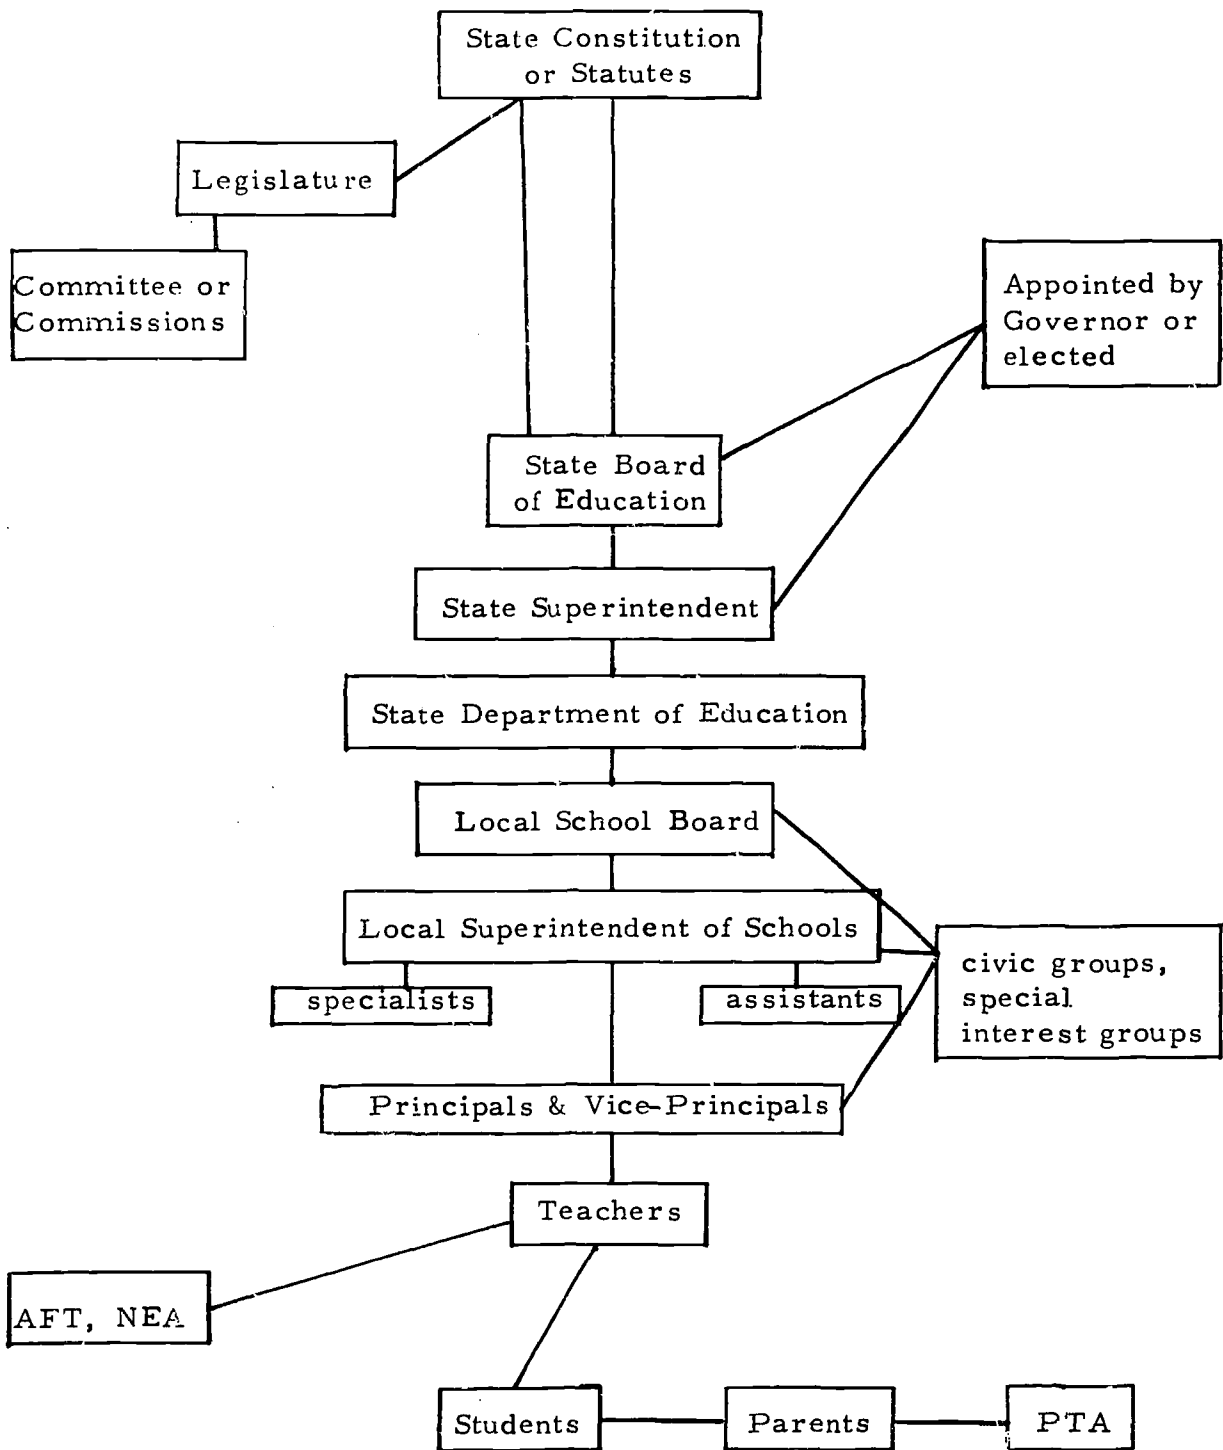 State Constitution
or Statutes
Legislature
Committee or
Commissions
Appointed by
Governor or
elected
State Board
of Education
State Superintendent
State Department of Education
Local School Board
Local Superintendent of Schools
specialists
assistants
civic groups,
special
interest groups
Principals & Vice-Principals
Teachers
AFT, NEA
Students
Parents
PTA